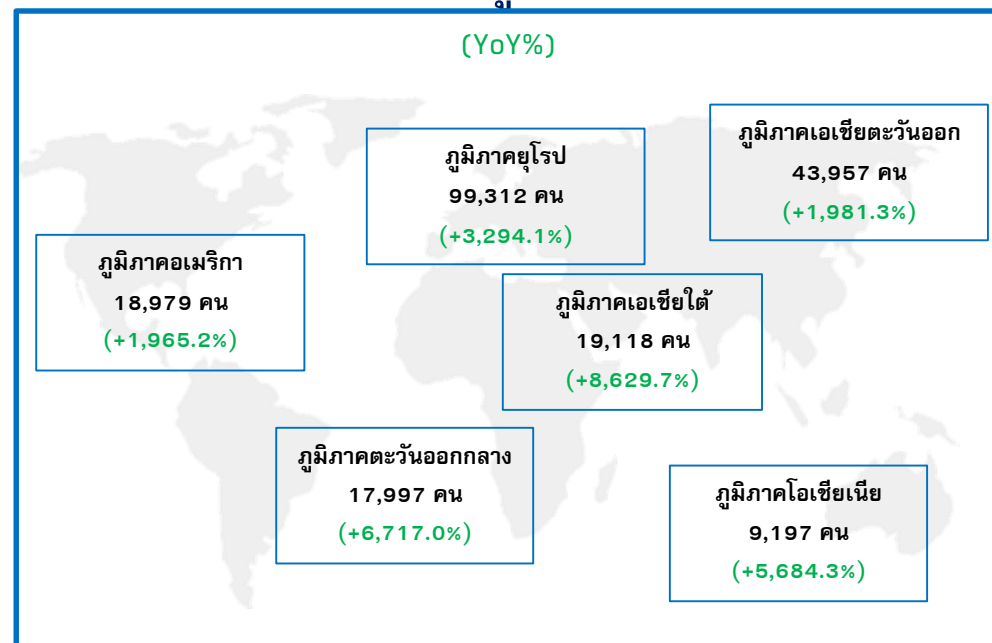 (YoY%)
ภูมิภาคเอเชียตะวันออก
43,957 คน
(+1,981.3%)
ภูมิภาคยุโรป
99,312 คน
(+3,294.1%)
ภูมิภาคอเมริกา
18,979 คน
(+1,965.2%)
ภูมิภาคเอเชียใต้
19,118 คน
(+8,629.7%)
ภูมิภาคตะวันออกกลาง
17,997 คน
(+6,717.0%)
ภูมิภาคโอเชียเนีย
9,197 คน
(+5,684.3%)